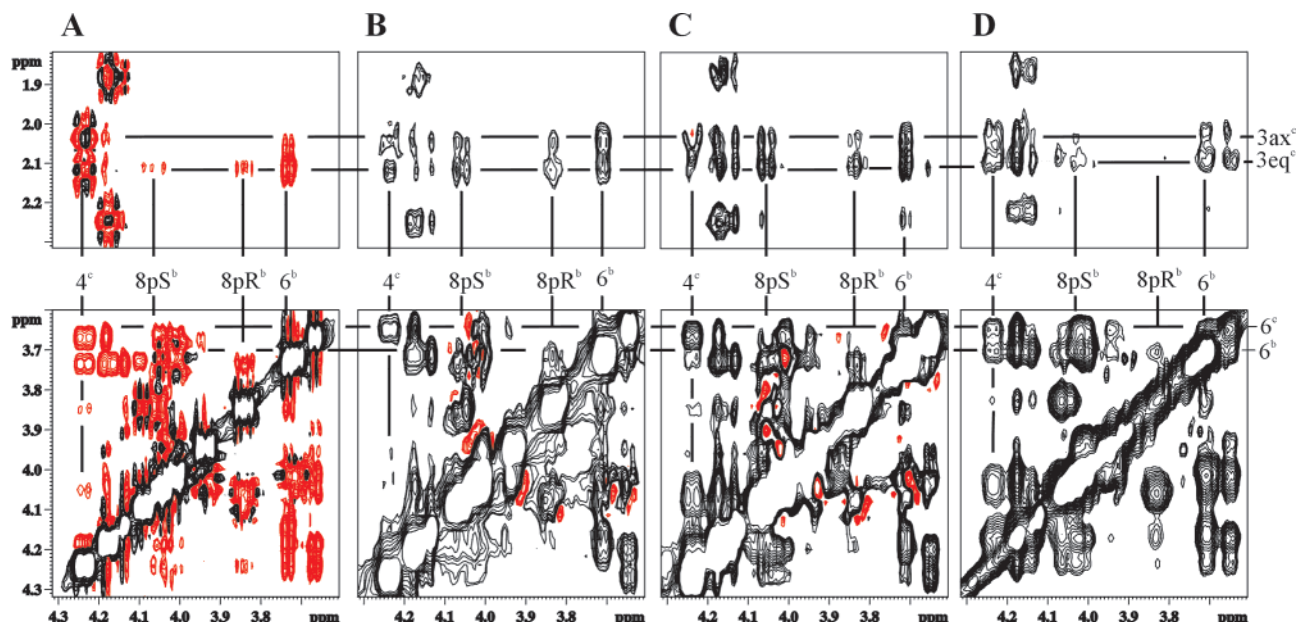 A B C D
ppm
1.9
2.0
2.1
2.2
3ax^c
3eq^c
4^c 8pS^b 8pR^b 6^b 4^c 8pS^b 8pR^b 6^b 4^c 8pS^b 8pR^b 6^b 4^c 8pS^b 8pR^b 6^b
ppm
3.7
3.8
3.9
4.0
4.1
4.2
4.3
6^c
6^b
4.3 4.2 4.1 4.0 3.9 3.8 ppm 4.2 4.1 4.0 3.9 3.8 ppm 4.2 4.1 4.0 3.9 3.8 ppm 4.2 4.1 4.0 3.9 3.8 ppm